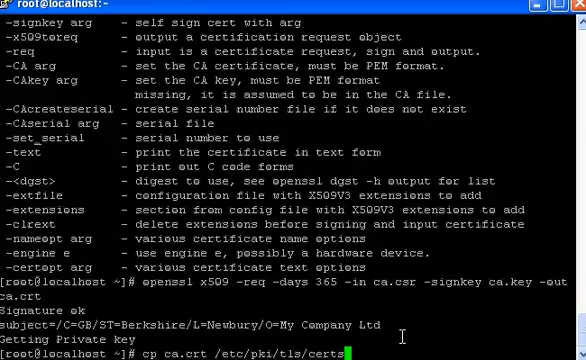 root@localhost:~
-signkey arg    - self sign cert with arg
-x509toreq      - output a certification request object
-req            - input is a certificate request, sign and output.
-CA arg         - set the CA certificate, must be PEM format.
-CAkey arg      - set the CA key, must be PEM format
                  missing, it is assumed to be in the CA file.
-CAcreateserial - create serial number file if it does not exist
-CAserial arg   - serial file
-set_serial     - serial number to use
-text           - print the certificate in text form
-C              - print out C code forms
-<dgst>         - digest to use, see openssl dgst -h output for list
-extfile        - configuration file with X509V3 extensions to add
-extensions     - section from config file with X509V3 extensions to add
-clrext         - delete extensions before signing and input certificate
-nameopt arg    - various certificate name options
-engine e       - use engine e, possibly a hardware device.
-certopt arg    - various certificate text options
[root@localhost ~]# openssl x509 -req -days 365 -in ca.csr -signkey ca.key -out
ca.crt
Signature ok
subject=/C=GB/ST=Berkshire/L=Newbury/O=My Company Ltd
Getting Private key
[root@localhost ~]# cp ca.crt /etc/pki/tls/certs